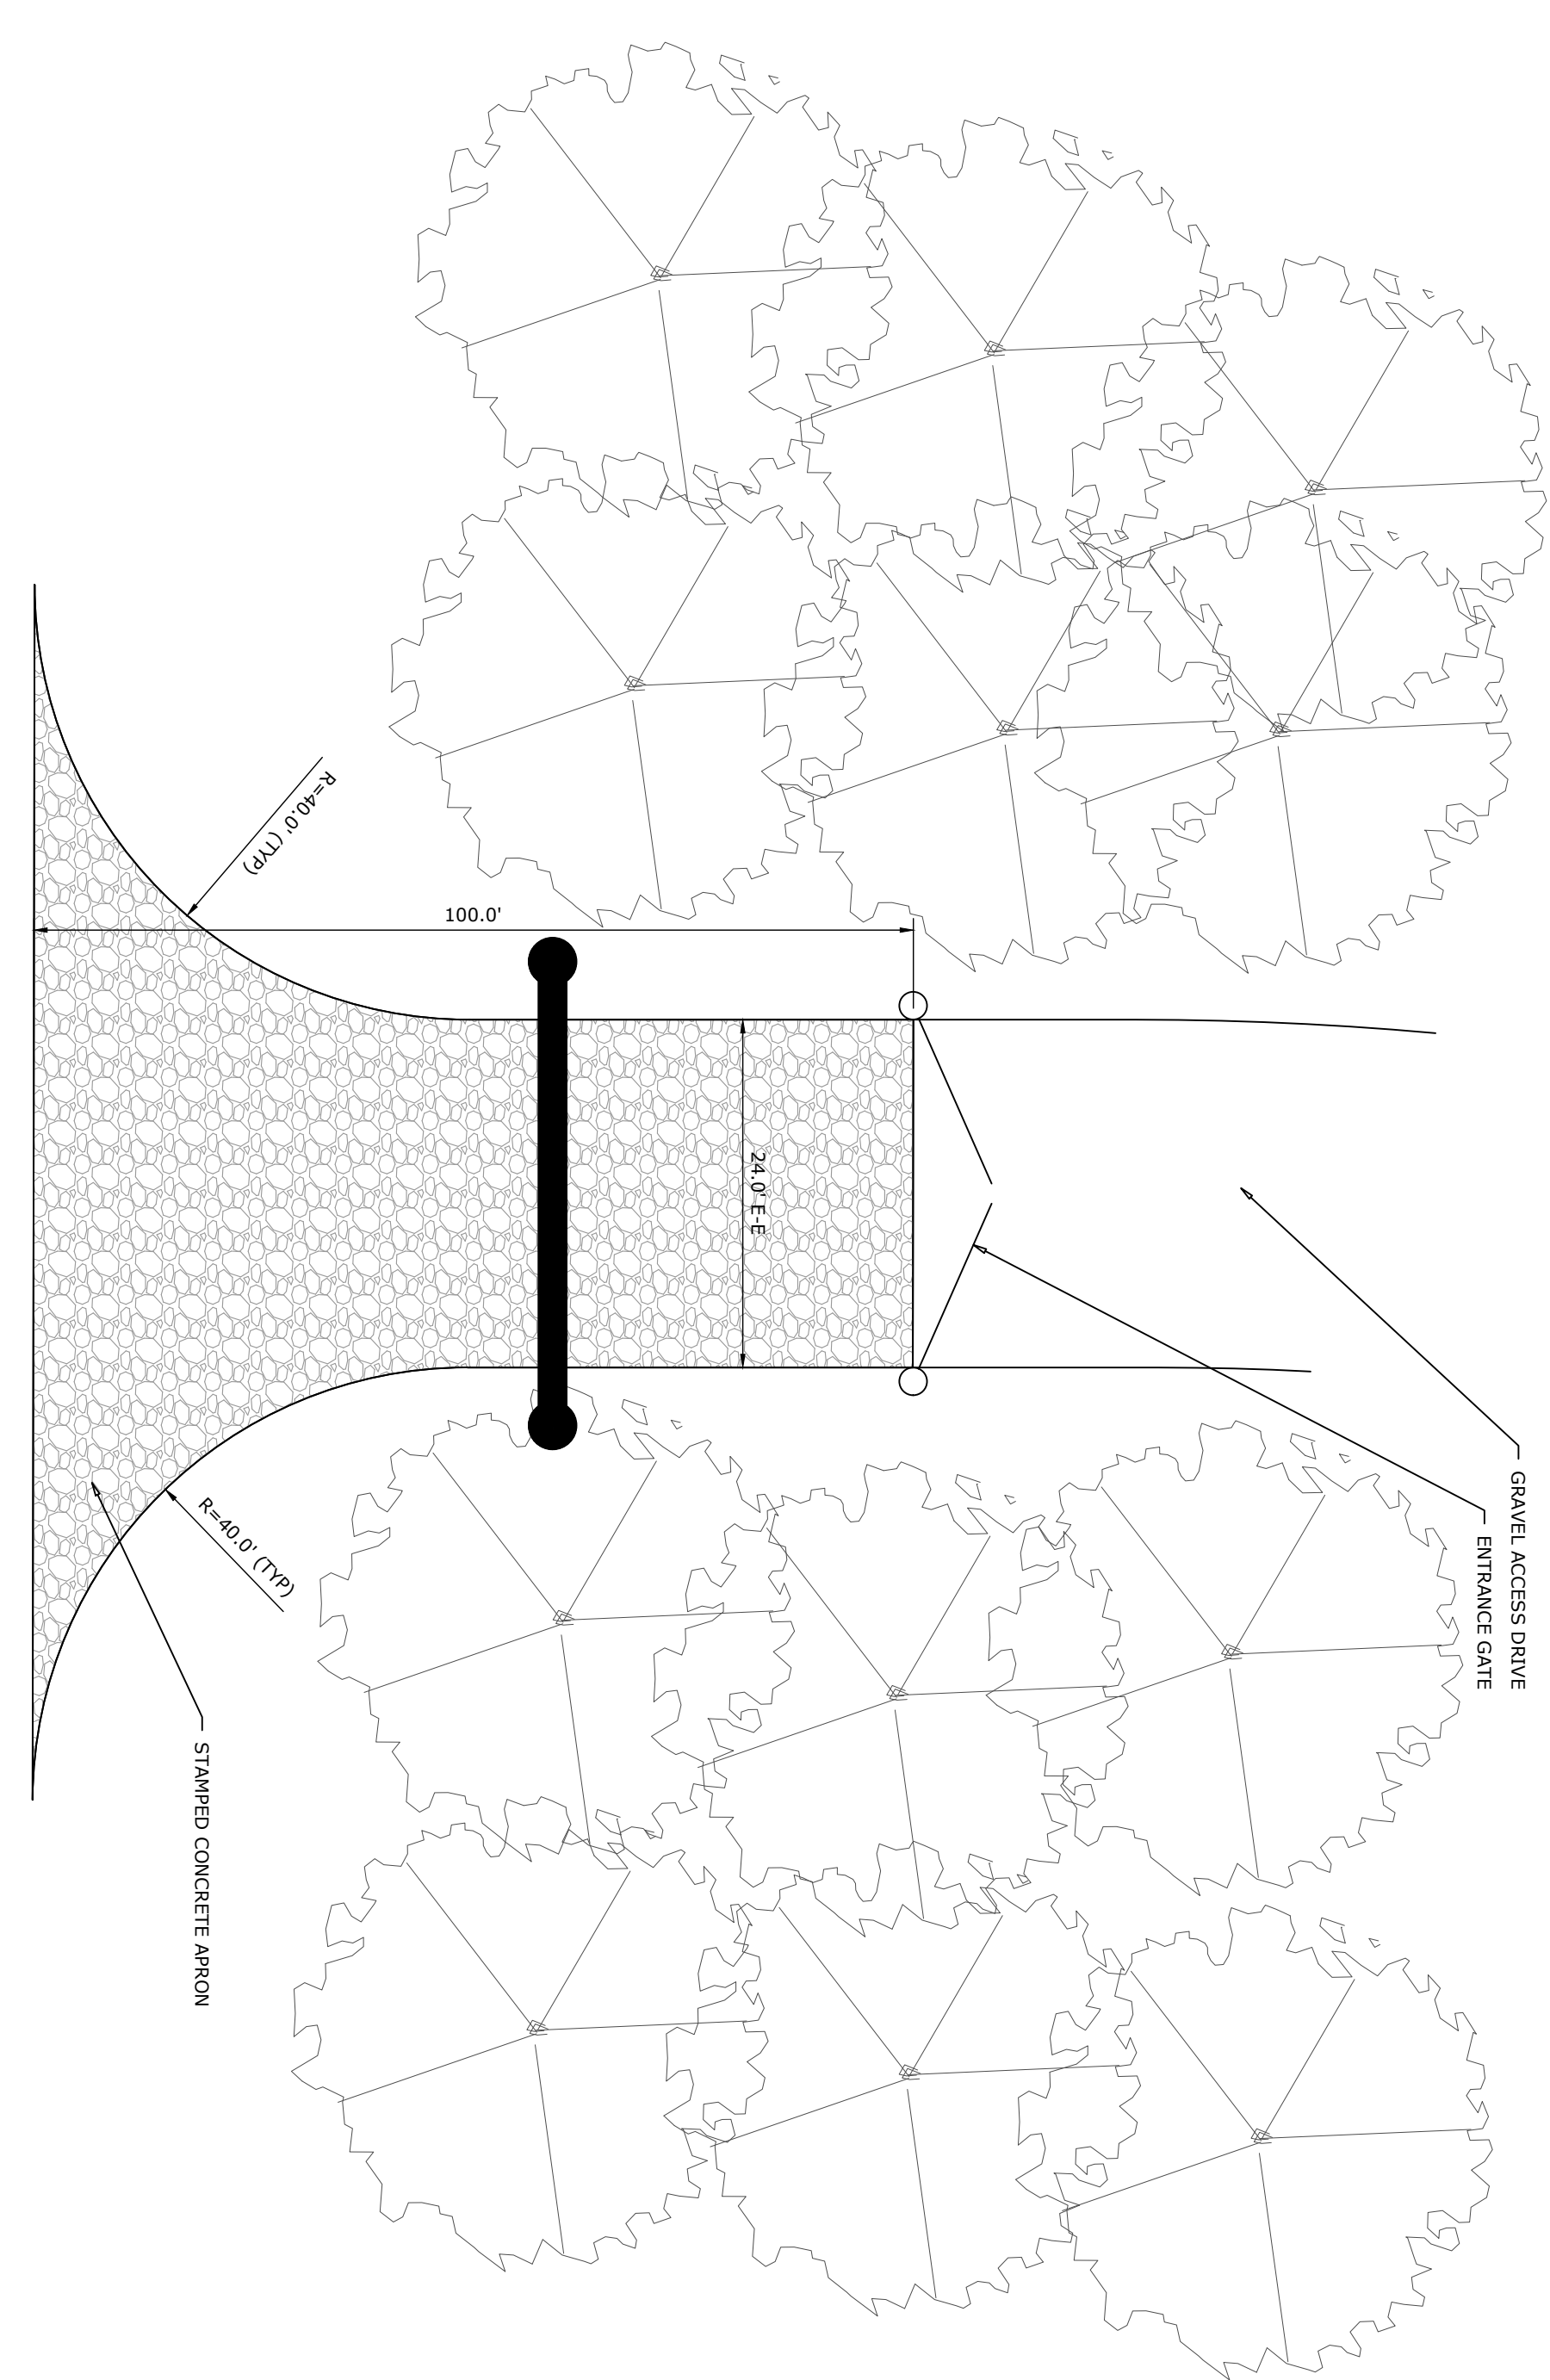 R=40.0' (TYP)
100.0'
24.0' E-E
GRAVEL ACCESS DRIVE
ENTRANCE GATE
R=40.0' (TYP)
STAMPED CONCRETE APRON